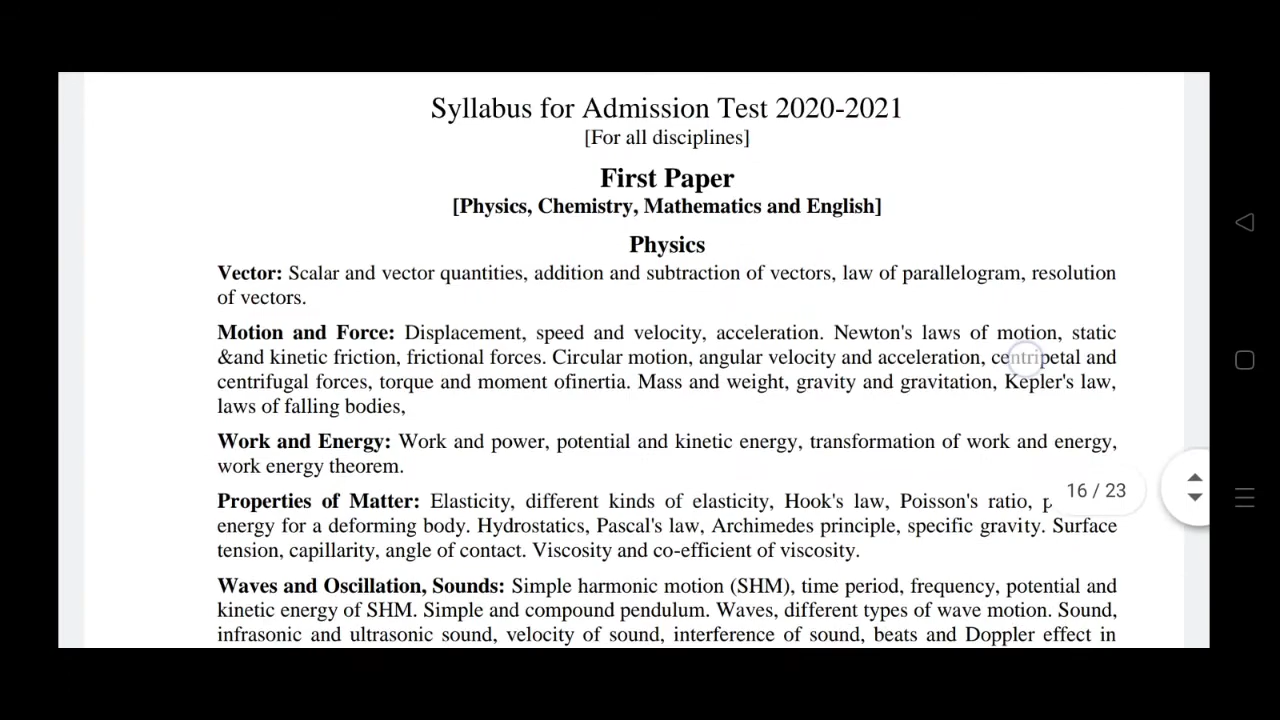 Syllabus for Admission Test 2020-2021
[For all disciplines]
First Paper
[Physics, Chemistry, Mathematics and English]
Physics
Vector: Scalar and vector quantities, addition and subtraction of vectors, law of parallelogram, resolution
of vectors.
Motion and Force: Displacement, speed and velocity, acceleration. Newton's laws of motion, static
&and kinetic friction, frictional forces. Circular motion, angular velocity and acceleration, centripetal and
centrifugal forces, torque and moment ofinertia. Mass and weight, gravity and gravitation, Kepler's law,
laws of falling bodies,
Work and Energy: Work and power, potential and kinetic energy, transformation of work and energy,
work energy theorem.
Properties of Matter: Elasticity, different kinds of elasticity, Hook's law, Poisson's ratio,
16 / 23
energy for a deforming body. Hydrostatics, Pascal's law, Archimedes principle, specific gravity. Surface
tension, capillarity, angle of contact. Viscosity and co-efficient of viscosity.
Waves and Oscillation, Sounds: Simple harmonic motion (SHM), time period, frequency, potential and
kinetic energy of SHM. Simple and compound pendulum. Waves, different types of wave motion. Sound,
infrasonic and ultrasonic sound, velocity of sound, interference of sound, beats and Doppler effect in